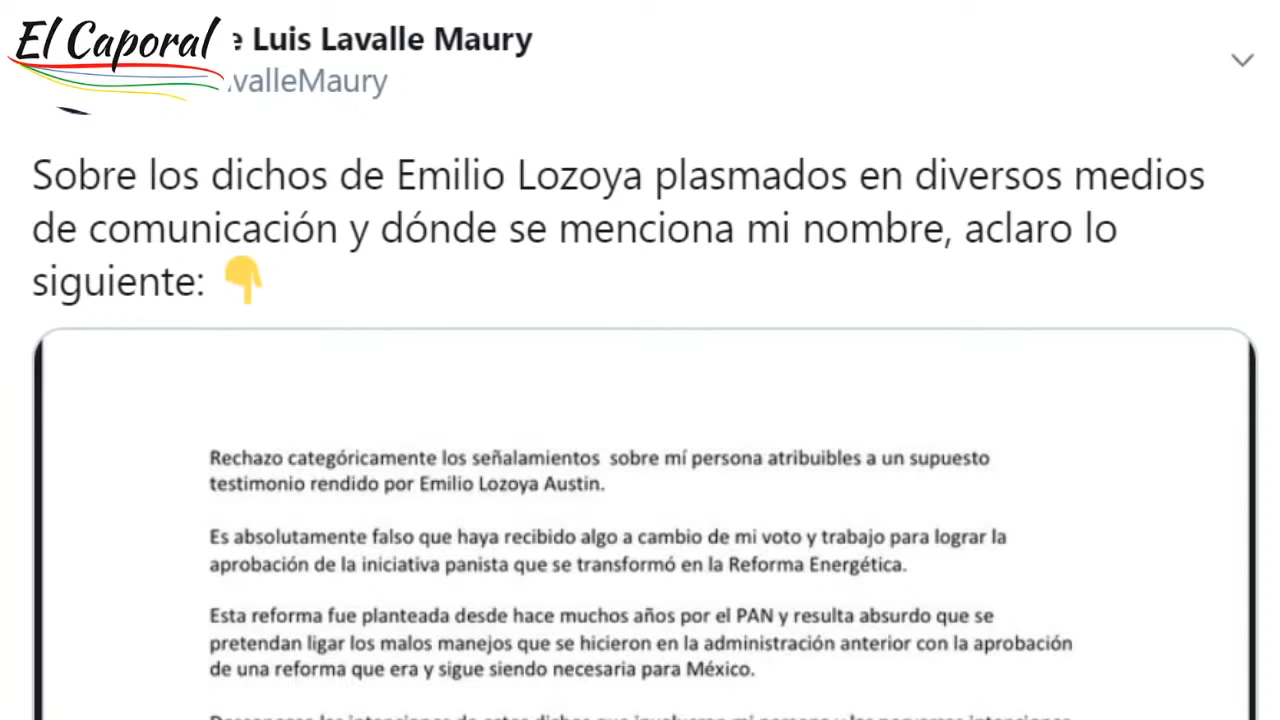 El Caporal
e Luis Lavalle Maury
valleMaury
Sobre los dichos de Emilio Lozoya plasmados en diversos medios
de comunicación y dónde se menciona mi nombre, aclaro lo
siguiente: 👇
Rechazo categóricamente los señalamientos sobre mí persona atribuibles a un supuesto
testimonio rendido por Emilio Lozoya Austin.
Es absolutamente falso que haya recibido algo a cambio de mi voto y trabajo para lograr la
aprobación de la iniciativa panista que se transformó en la Reforma Energética.
Esta reforma fue planteada desde hace muchos años por el PAN y resulta absurdo que se
pretendan ligar los malos manejos que se hicieron en la administración anterior con la aprobación
de una reforma que era y sigue siendo necesaria para México.